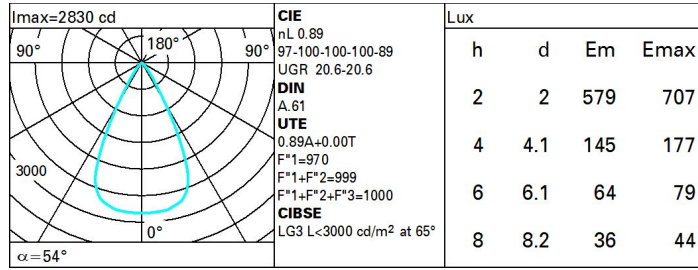 Imax=2830 cd
90°
180°
90°
3000
0°
α=54°
CIE
nL 0.89
97-100-100-100-89
UGR 20.6-20.6
DIN
A.61
UTE
0.89A+0.00T
F"1=970
F"1+F"2=999
F"1+F"2+F"3=1000
CIBSE
LG3 L<3000 cd/m² at 65°
Lux
h d Em Emax
2 2 579 707
4 4.1 145 177
6 6.1 64 79
8 8.2 36 44